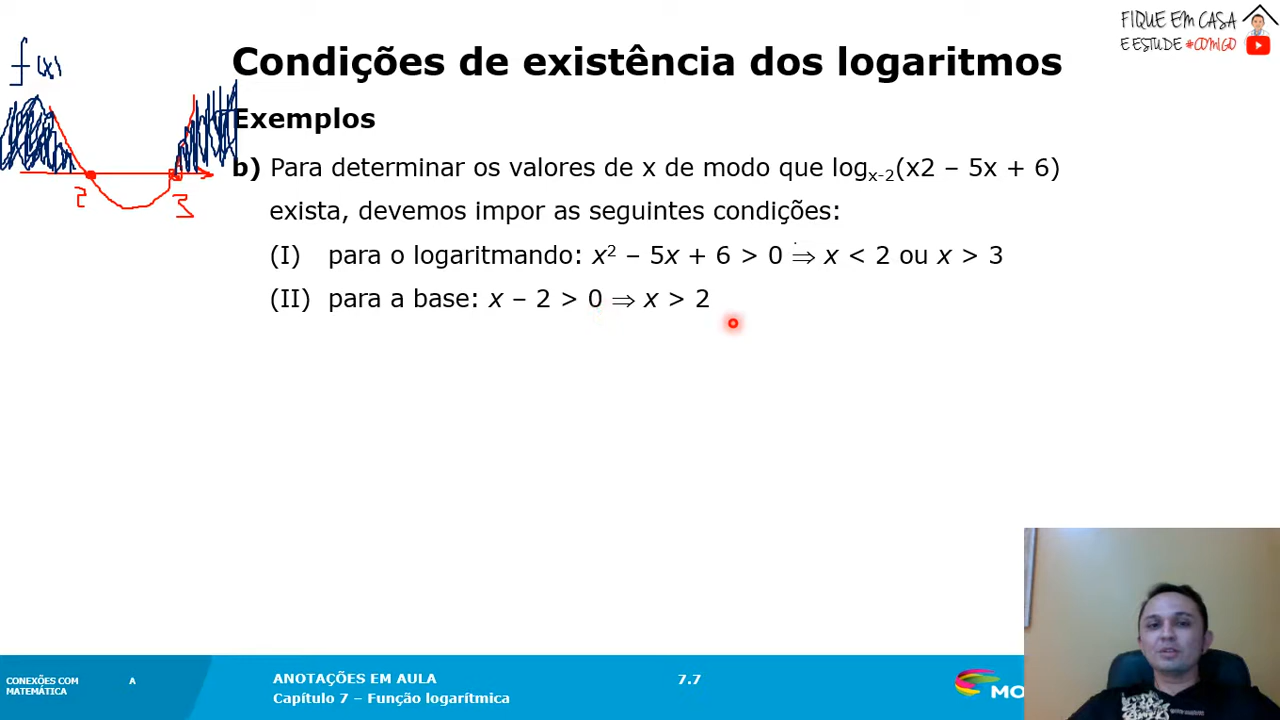 FIQUE EM CASA
E ESTUDE #COMIGO
Condições de existência dos logaritmos
f(x)
Exemplos
b) Para determinar os valores de x de modo que logₓ₋₂(x2 – 5x + 6)
exista, devemos impor as seguintes condições:
(I) para o logaritmando: x² – 5x + 6 > 0 ⇒ x < 2 ou x > 3
(II) para a base: x – 2 > 0 ⇒ x > 2
2
3
CONEXÕES COM
MATEMÁTICA
A
ANOTAÇÕES EM AULA
Capítulo 7 – Função logarítmica
7.7
MO